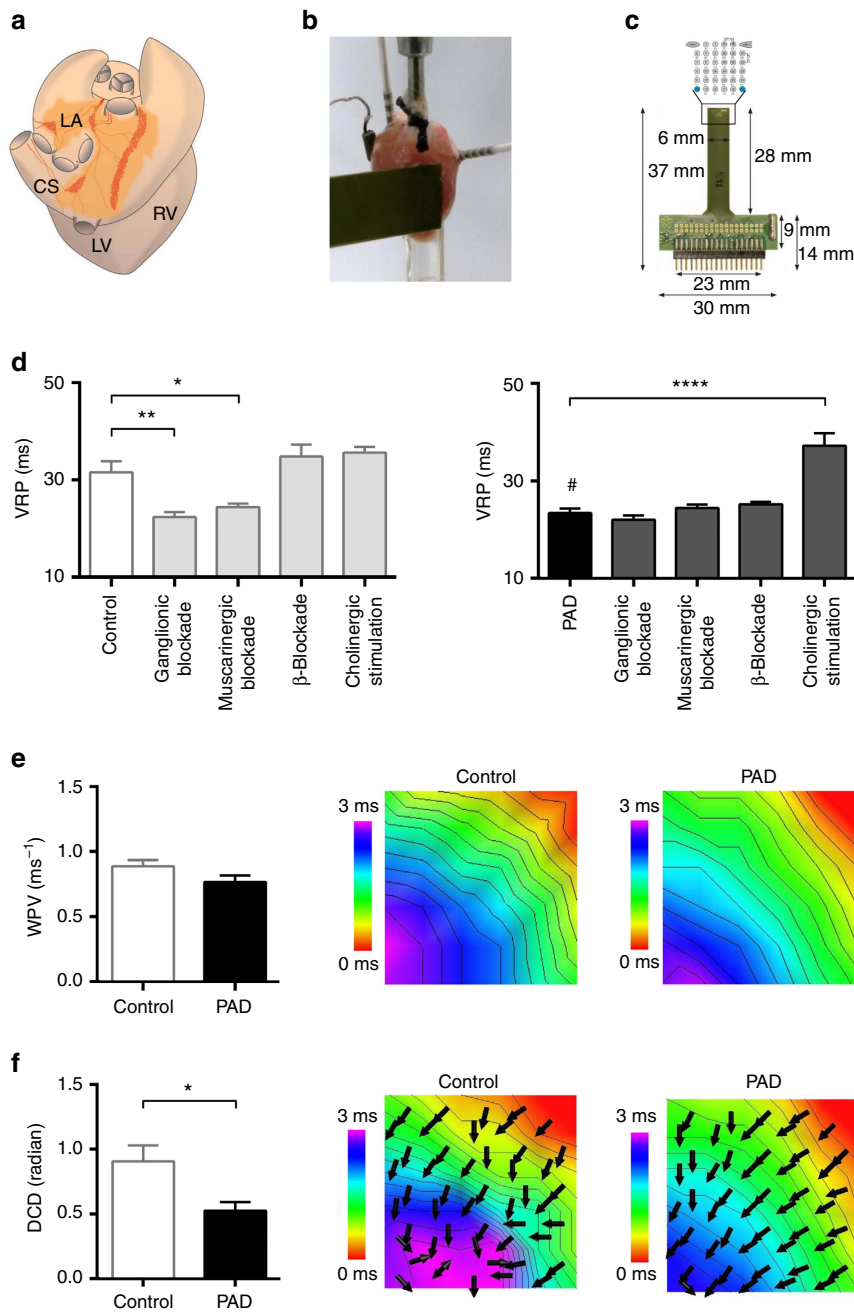 a
LA
CS
RV
LV
b
c
6 mm
37 mm
28 mm
9 mm
14 mm
23 mm
30 mm
d
50
30
10
VRP (ms)
*
**
Control
Ganglionic
blockade
Muscarinergic
blockade
β-Blockade
Cholinergic
stimulation
50
30
10
VRP (ms)
****
#
PAD
Ganglionic
blockade
Muscarinergic
blockade
β-Blockade
Cholinergic
stimulation
e
1.5
1.0
0.5
0.0
WPV (ms⁻¹)
Control
PAD
Control
3 ms
0 ms
PAD
3 ms
0 ms
f
1.5
1.0
0.5
0.0
DCD (radian)
*
Control
PAD
Control
3 ms
0 ms
PAD
3 ms
0 ms